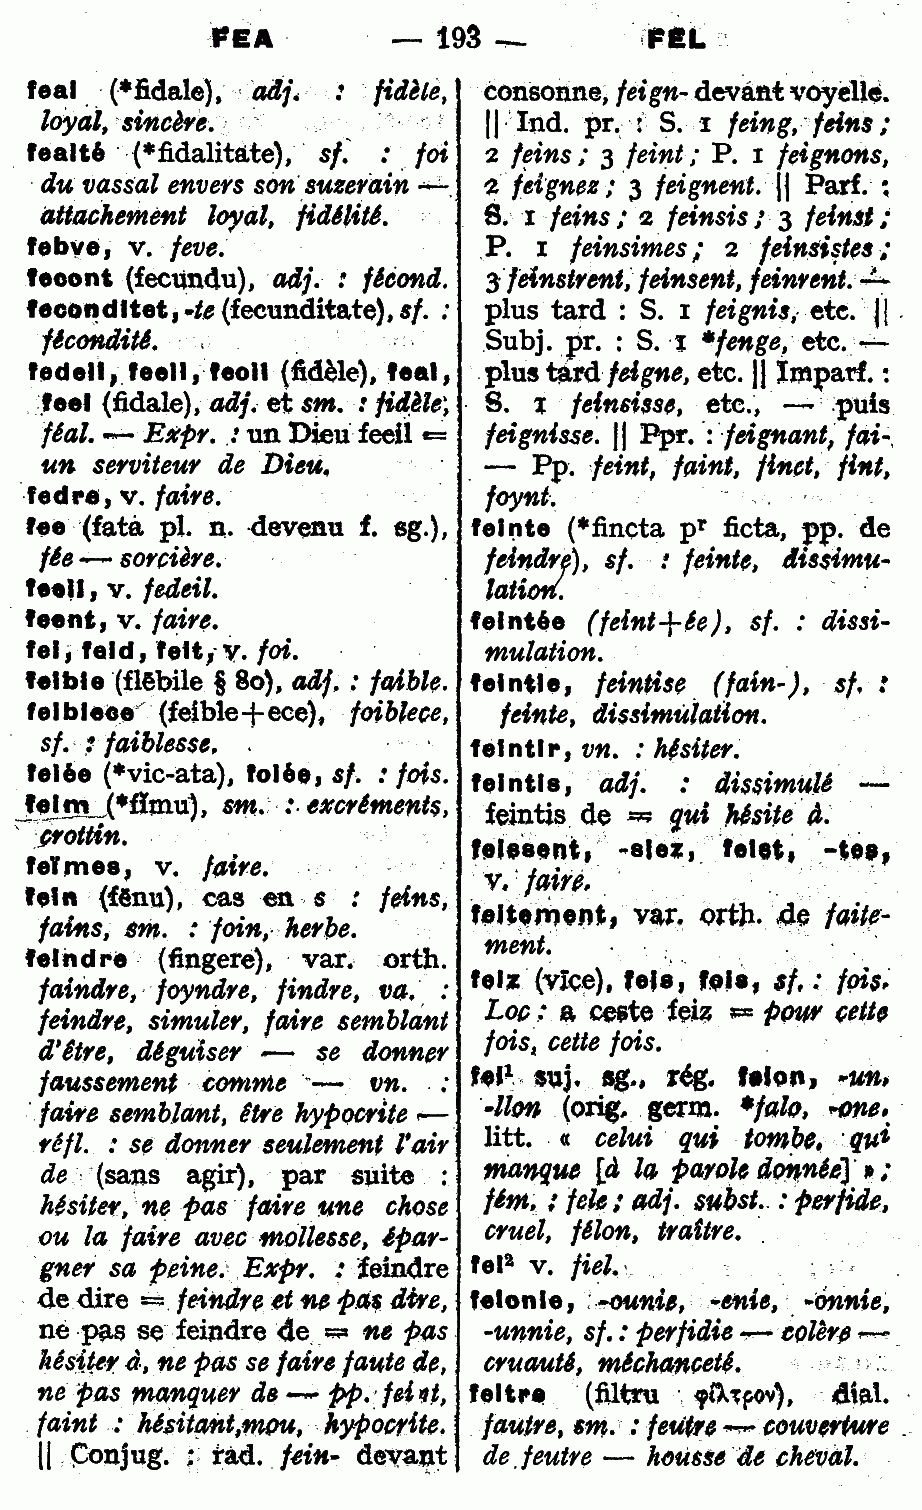 FEA — 193 — FEL
feal (*fidale), adj. : fidèle,
loyal, sincère.
fealté (*fidalitate), sf. : foi
du vassal envers son suzerain —
attachement loyal, fidélité.
febve, v. feve.
fecont (fecundu), adj. : fécond.
feconditet, -te (fecunditate), sf. :
fécondité.
fedeil, feeil, feoil (fidèle), feal,
feel (fidale), adj. et sm. : fidèle;
féal. — Expr. : un Dieu feeil =
un serviteur de Dieu.
fedre, v. faire.
fee (fata pl. n. devenu f. sg.),
fée — sorcière.
feeil, v. fedeil.
feent, v. faire.
fei, feid, feit, v. foi.
feible (flēbile § 80), adj. : faible.
feiblece (feible+ece), foiblece,
sf. : faiblesse.
feiée (*vic-ata), foiée, sf. : fois.
feim (*fĭmu), sm. : excréments,
crottin.
feïmes, v. faire.
fein (fēnu), cas en s : feins,
fains, sm. : foin, herbe.
feindre (fingere), var. orth.
faindre, foyndre, findre, va. :
feindre, simuler, faire semblant
d'être, déguiser — se donner
faussement comme — vn. :
faire semblant, être hypocrite —
réfl. : se donner seulement l'air
de (sans agir), par suite :
hésiter, ne pas faire une chose
ou la faire avec mollesse, épar-
gner sa peine. Expr. : feindre
de dire = feindre et ne pas dire,
ne pas se feindre de = ne pas
hésiter à, ne pas se faire faute de,
ne pas manquer de — pp. feint,
faint : hésitant, mou, hypocrite.
|| Conjug. : rad. fein- devant
consonne, feign- devant voyelle.
|| Ind. pr. : S. 1 feing, feins ;
2 feins ; 3 feint ; P. 1 feignons,
2 feignez ; 3 feignent. || Parf. :
S. 1 feins ; 2 feinsis ; 3 feinst ;
P. 1 feinsimes ; 2 feinsistes ;
3 feinstrent, feinsent, feinrent. —
plus tard : S. 1 feignis, etc. ||
Subj. pr. : S. 1 *fenge, etc. —
plus tard feigne, etc. || Imparf. :
S. 1 feinsisse, etc., — puis
feignisse. || Ppr. : feignant, fai-
— Pp. feint, faint, finct, fint,
foynt.
feinte (*fincta pr ficta, pp. de
feindre), sf. : feinte, dissimu-
lation.
feintée (feint+ée), sf. : dissi-
mulation.
feintie, feintise (fain-), sf. :
feinte, dissimulation.
feintir, vn. : hésiter.
feintis, adj. : dissimulé —
feintis de = qui hésite à.
feissent, -siez, feist, -tes,
v. faire.
feitement, var. orth. de faite-
ment.
feiz (vĭce), feis, fois, sf. : fois.
Loc : a ceste feiz = pour cette
fois, cette fois.
fel¹ suj. sg., rég. felon, -un,
-llon (orig. germ. *falo, -one,
litt. « celui qui tombe, qui
manque [à la parole donnée] » ;
fém. : fele ; adj. subst. : perfide,
cruel, félon, traître.
fel² v. fiel.
felonie, -ounie, -enie, -onnie,
-unnie, sf. : perfidie — colère —
cruauté, méchanceté.
feltre (filtru φίλτρον), dial.
fautre, sm. : feutre — couverture
de feutre — housse de cheval.